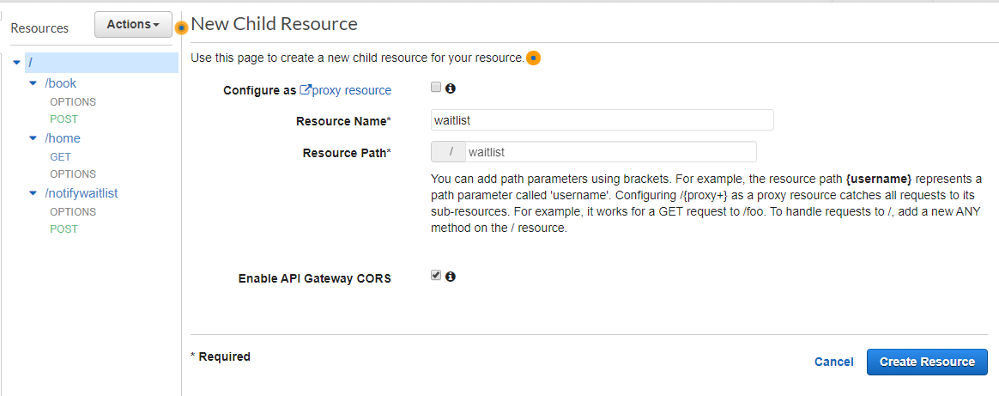 Resources
Actions
/
/book
OPTIONS
POST
/home
GET
OPTIONS
/notifywaitlist
OPTIONS
POST
New Child Resource
Use this page to create a new child resource for your resource.
Configure as proxy resource
Resource Name* waitlist
Resource Path* / waitlist
You can add path parameters using brackets. For example, the resource path {username} represents a
path parameter called 'username'. Configuring /{proxy+} as a proxy resource catches all requests to its
sub-resources. For example, it works for a GET request to /foo. To handle requests to /, add a new ANY
method on the / resource.
Enable API Gateway CORS
* Required
Cancel Create Resource